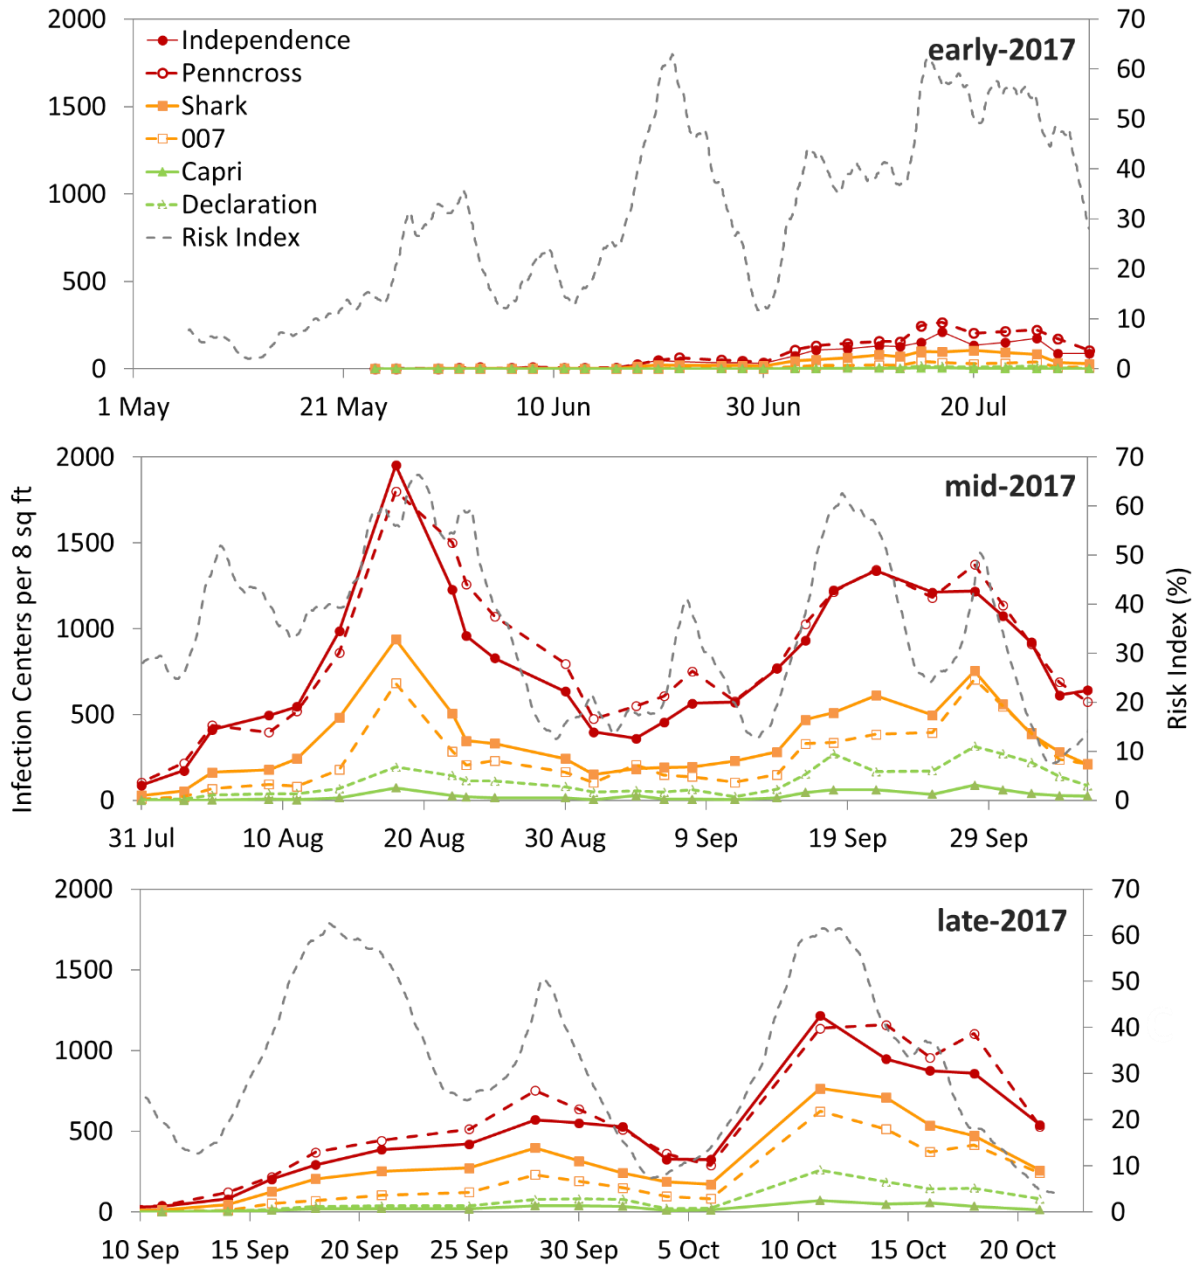 2000
1500
1000
500
0
Independence
Penncross
Shark
007
Capri
Declaration
Risk Index
early-2017
70
60
50
40
30
20
10
0
1 May
21 May
10 Jun
30 Jun
20 Jul
Infection Centers per 8 sq ft
Risk Index (%)
2000
1500
1000
500
0
mid-2017
70
60
50
40
30
20
10
0
31 Jul
10 Aug
20 Aug
30 Aug
9 Sep
19 Sep
29 Sep
2000
1500
1000
500
0
late-2017
70
60
50
40
30
20
10
0
10 Sep
15 Sep
20 Sep
25 Sep
30 Sep
5 Oct
10 Oct
15 Oct
20 Oct